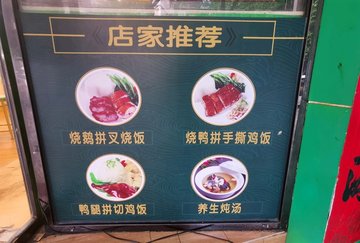 店家推荐
烧鹅拼叉烧饭
烧鸭拼手撕鸡饭
鸭腿拼切鸡饭
养生炖汤